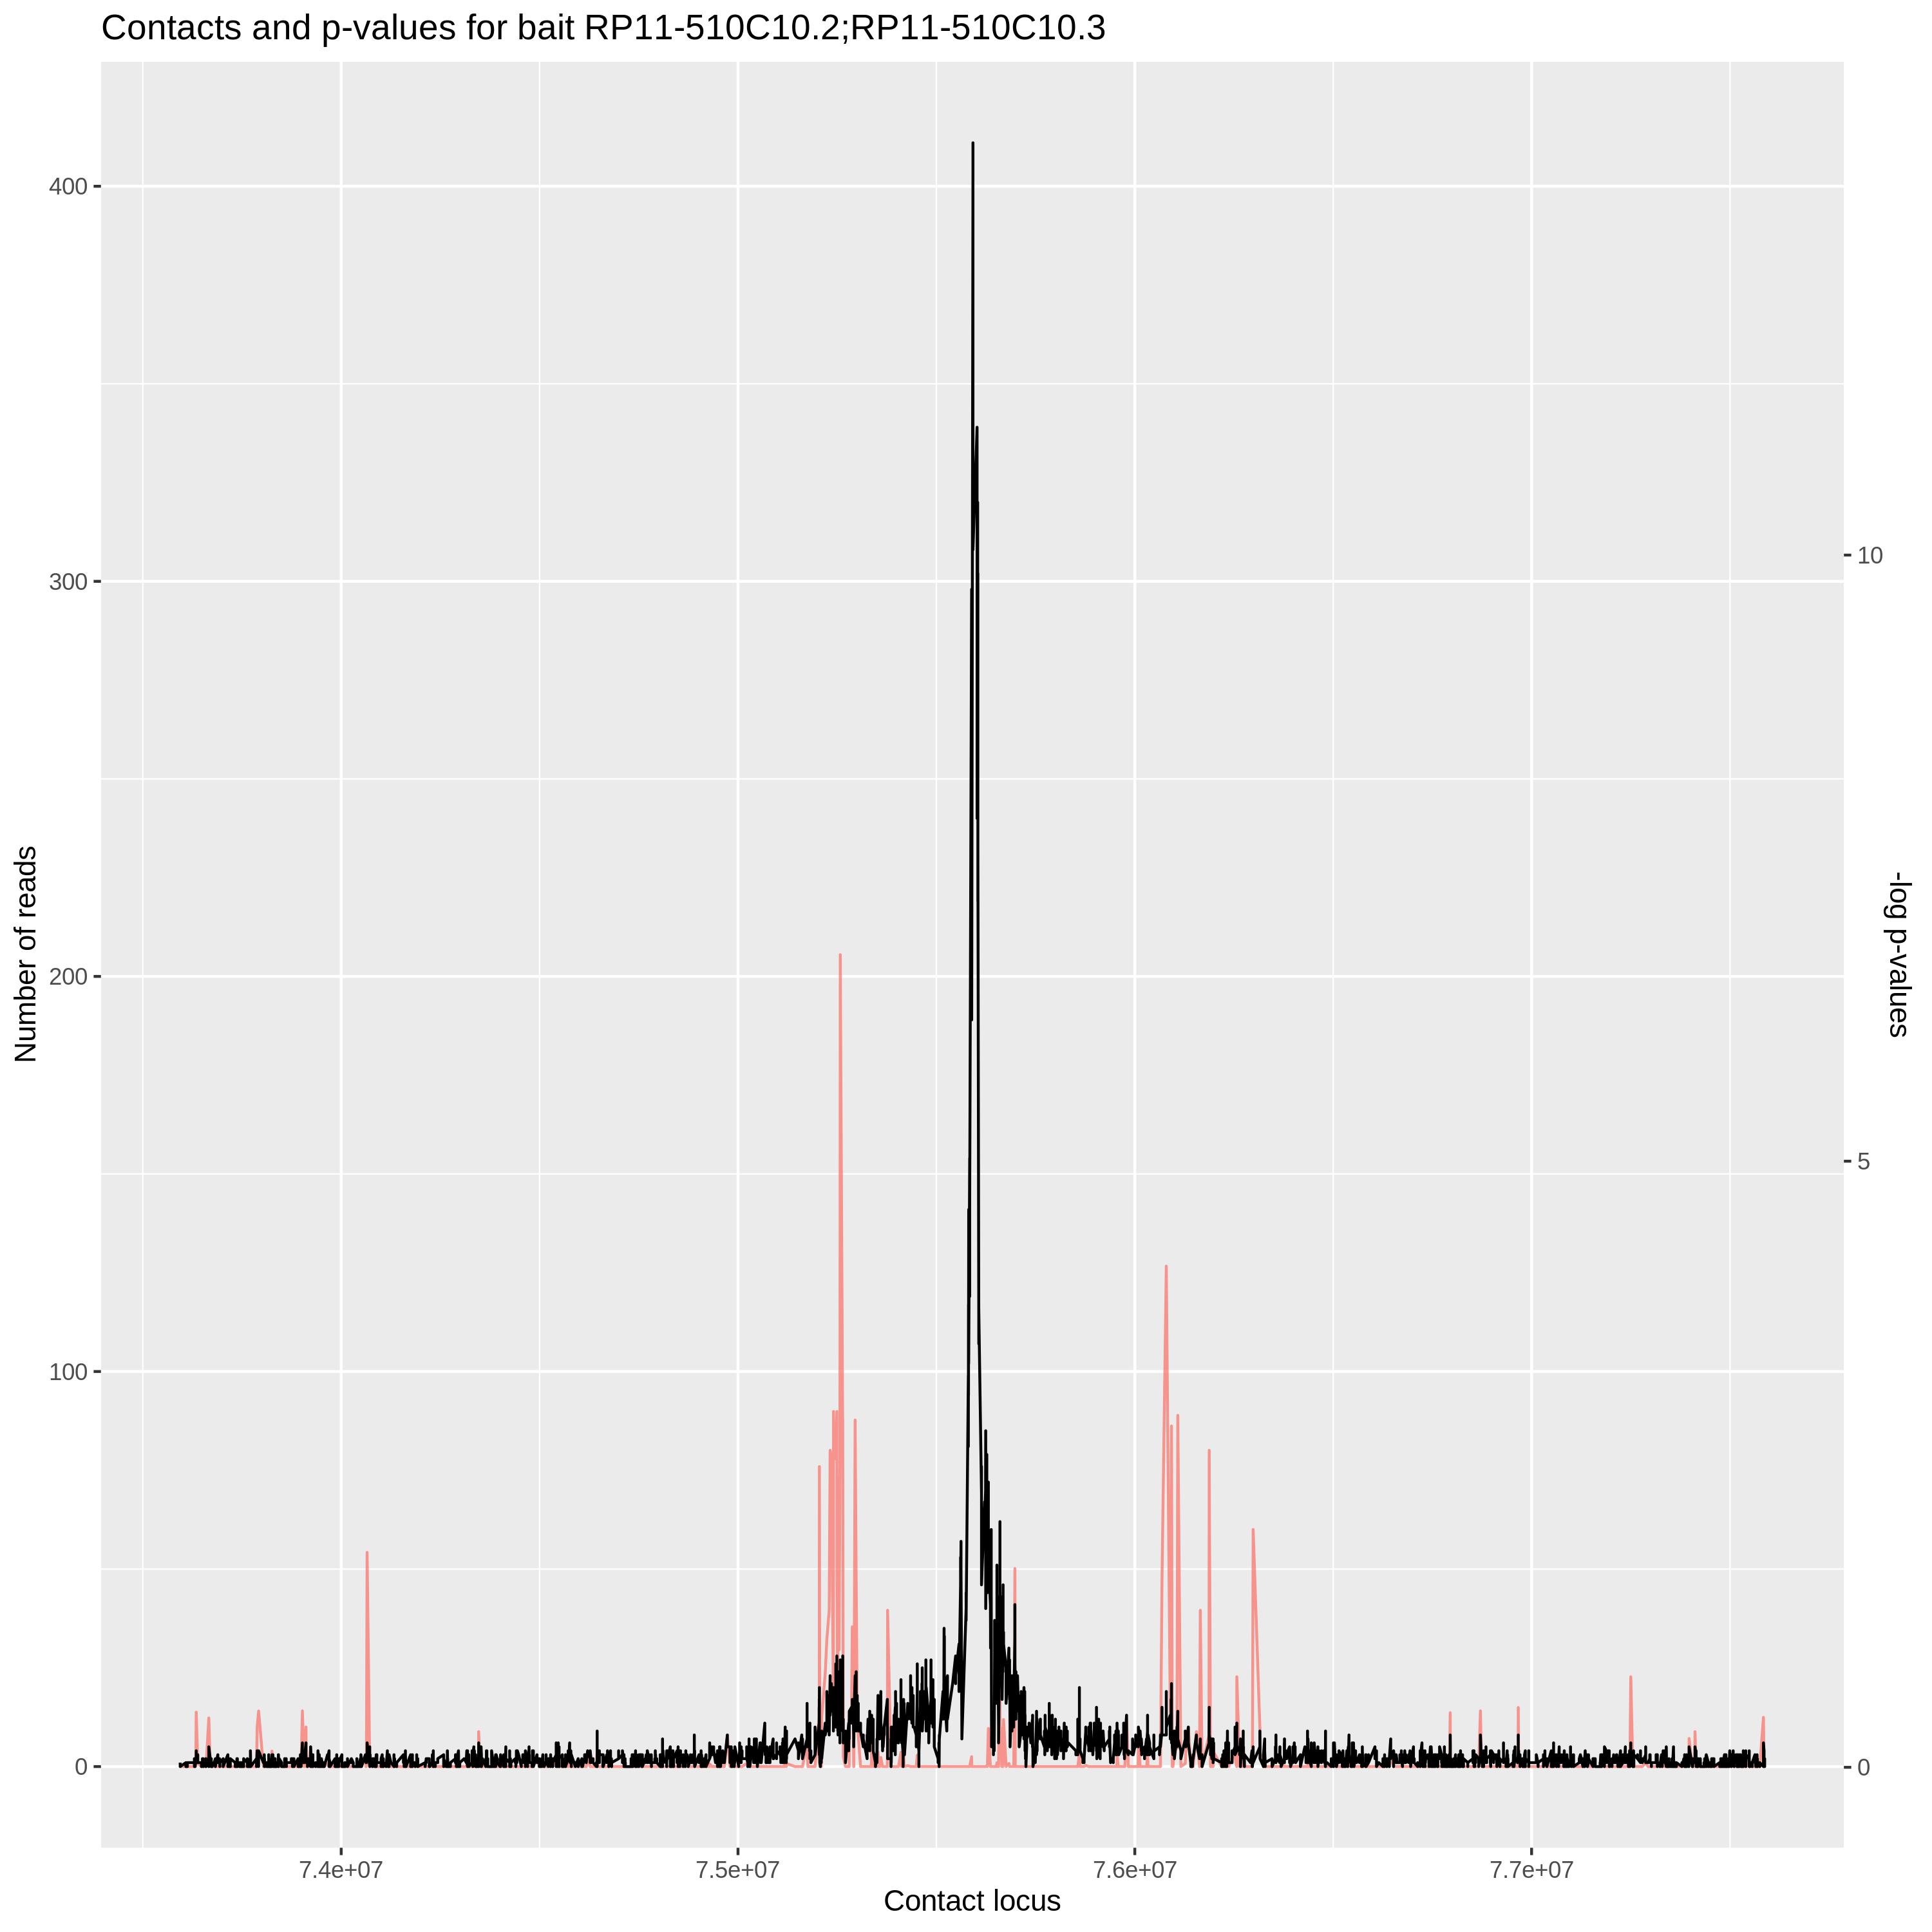 Contacts and p-values for bait RP11-510C10.2;RP11-510C10.3
400
300
200
100
0
Number of reads
10
5
0
-log p-values
7.4e+07
7.5e+07
7.6e+07
7.7e+07
Contact locus